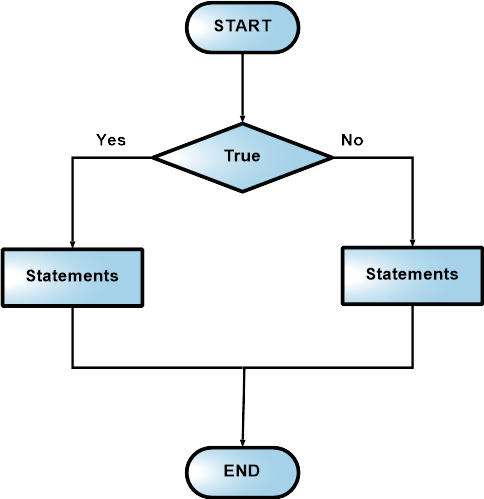 START
Yes
No
True
Statements
Statements
END